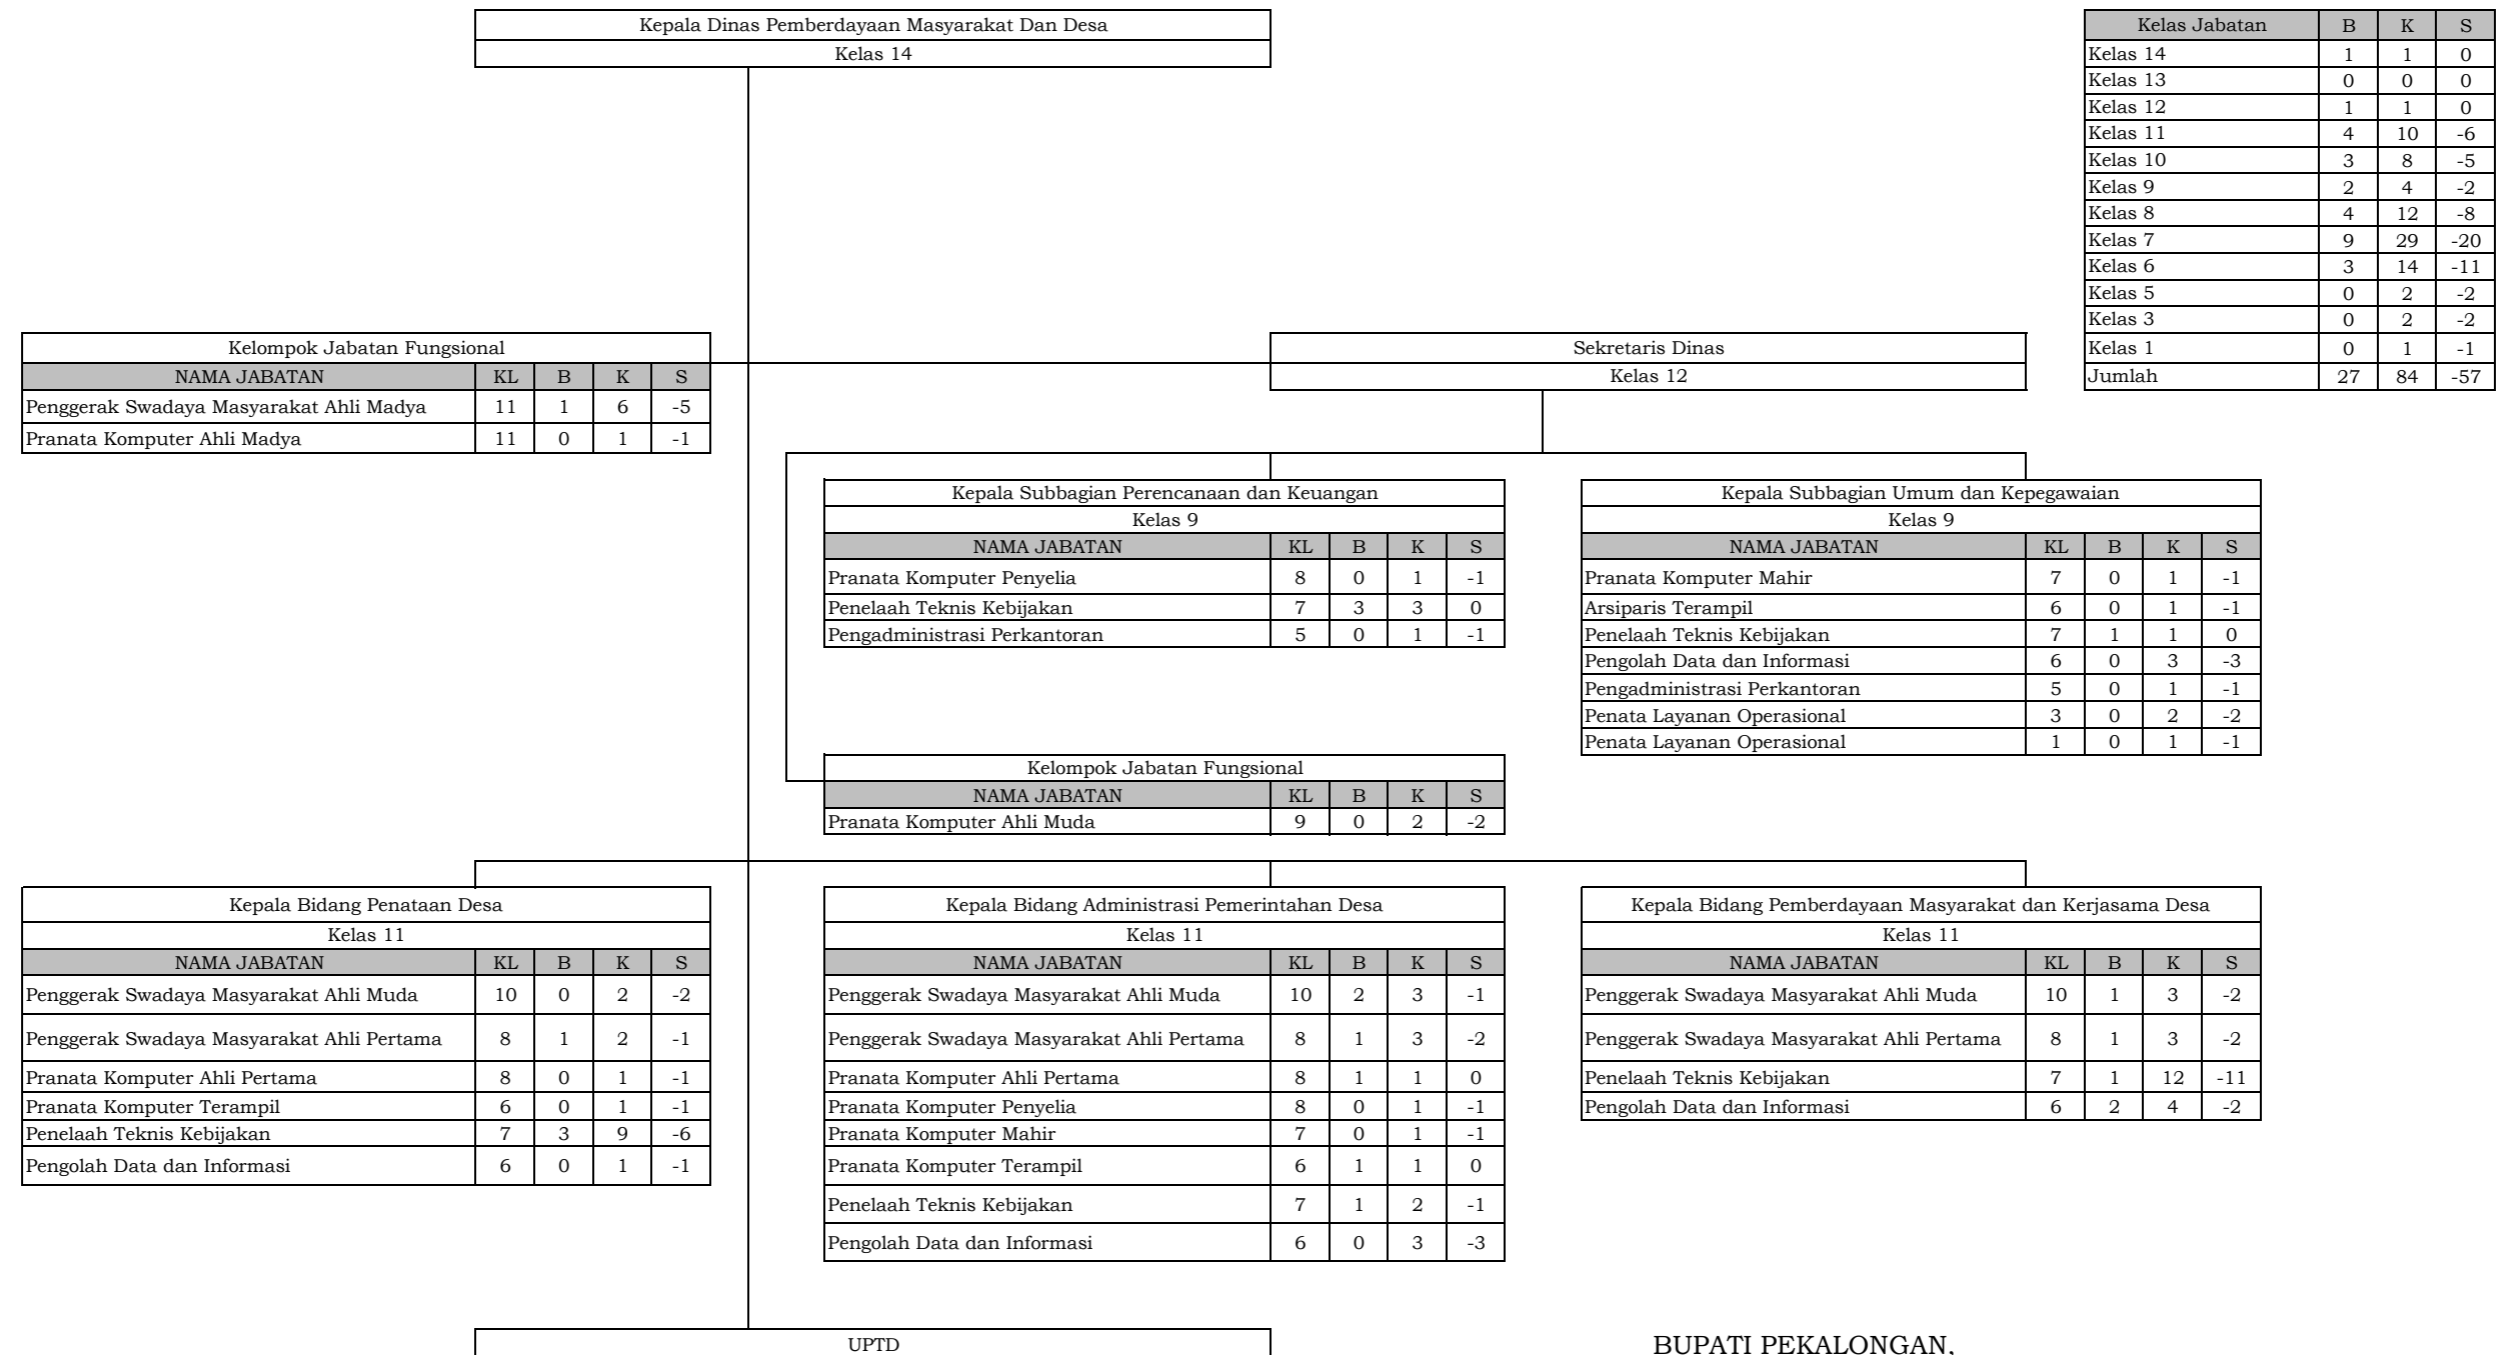 Kepala Dinas Pemberdayaan Masyarakat Dan Desa
Kelas 14
Kelas Jabatan B K S
Kelas 14 1 1 0
Kelas 13 0 0 0
Kelas 12 1 1 0
Kelas 11 4 10 -6
Kelas 10 3 8 -5
Kelas 9 2 4 -2
Kelas 8 4 12 -8
Kelas 7 9 29 -20
Kelas 6 3 14 -11
Kelas 5 0 2 -2
Kelas 3 0 2 -2
Kelas 1 0 1 -1
Jumlah 27 84 -57
Kelompok Jabatan Fungsional
NAMA JABATAN KL B K S
Penggerak Swadaya Masyarakat Ahli Madya 11 1 6 -5
Pranata Komputer Ahli Madya 11 0 1 -1
Sekretaris Dinas
Kelas 12
Kepala Subbagian Perencanaan dan Keuangan
Kelas 9
NAMA JABATAN KL B K S
Pranata Komputer Penyelia 8 0 1 -1
Penelaah Teknis Kebijakan 7 3 3 0
Pengadministrasi Perkantoran 5 0 1 -1
Kepala Subbagian Umum dan Kepegawaian
Kelas 9
NAMA JABATAN KL B K S
Pranata Komputer Mahir 7 0 1 -1
Arsiparis Terampil 6 0 1 -1
Penelaah Teknis Kebijakan 7 1 1 0
Pengolah Data dan Informasi 6 0 3 -3
Pengadministrasi Perkantoran 5 0 1 -1
Penata Layanan Operasional 3 0 2 -2
Penata Layanan Operasional 1 0 1 -1
Kelompok Jabatan Fungsional
NAMA JABATAN KL B K S
Pranata Komputer Ahli Muda 9 0 2 -2
Kepala Bidang Penataan Desa
Kelas 11
NAMA JABATAN KL B K S
Penggerak Swadaya Masyarakat Ahli Muda 10 0 2 -2
Penggerak Swadaya Masyarakat Ahli Pertama 8 1 2 -1
Pranata Komputer Ahli Pertama 8 0 1 -1
Pranata Komputer Terampil 6 0 1 -1
Penelaah Teknis Kebijakan 7 3 9 -6
Pengolah Data dan Informasi 6 0 1 -1
Kepala Bidang Administrasi Pemerintahan Desa
Kelas 11
NAMA JABATAN KL B K S
Penggerak Swadaya Masyarakat Ahli Muda 10 2 3 -1
Penggerak Swadaya Masyarakat Ahli Pertama 8 1 3 -2
Pranata Komputer Ahli Pertama 8 1 1 0
Pranata Komputer Penyelia 8 0 1 -1
Pranata Komputer Mahir 7 0 1 -1
Pranata Komputer Terampil 6 1 1 0
Penelaah Teknis Kebijakan 7 1 2 -1
Pengolah Data dan Informasi 6 0 3 -3
Kepala Bidang Pemberdayaan Masyarakat dan Kerjasama Desa
Kelas 11
NAMA JABATAN KL B K S
Penggerak Swadaya Masyarakat Ahli Muda 10 1 3 -2
Penggerak Swadaya Masyarakat Ahli Pertama 8 1 3 -2
Penelaah Teknis Kebijakan 7 1 12 -11
Pengolah Data dan Informasi 6 2 4 -2
UPTD
BUPATI PEKALONGAN,